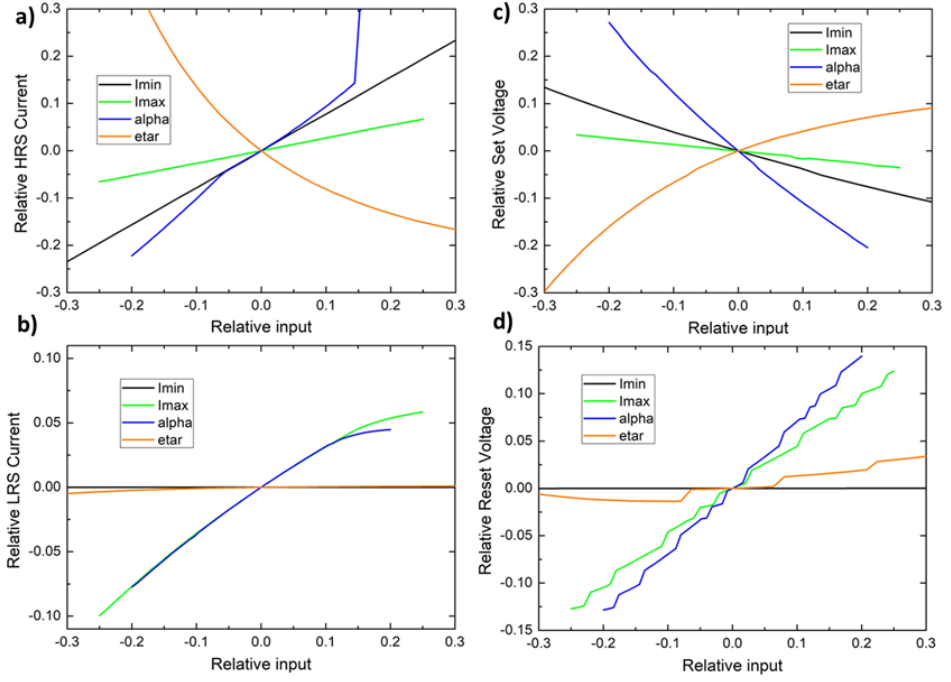 a)
0.3
0.2
0.1
0.0
-0.1
-0.2
-0.3
Relative HRS Current
Imin
Imax
alpha
etar
-0.3 -0.2 -0.1 0.0 0.1 0.2 0.3
Relative input
c)
0.3
0.2
0.1
0.0
-0.1
-0.2
-0.3
Relative Set Voltage
Imin
Imax
alpha
etar
-0.3 -0.2 -0.1 0.0 0.1 0.2 0.3
Relative input
b)
0.10
0.05
0.00
-0.05
-0.10
Relative LRS Current
Imin
Imax
alpha
etar
-0.3 -0.2 -0.1 0.0 0.1 0.2 0.3
Relative input
d)
0.15
0.10
0.05
0.00
-0.05
-0.10
-0.15
Relative Reset Voltage
Imin
Imax
alpha
etar
-0.3 -0.2 -0.1 0.0 0.1 0.2 0.3
Relative input